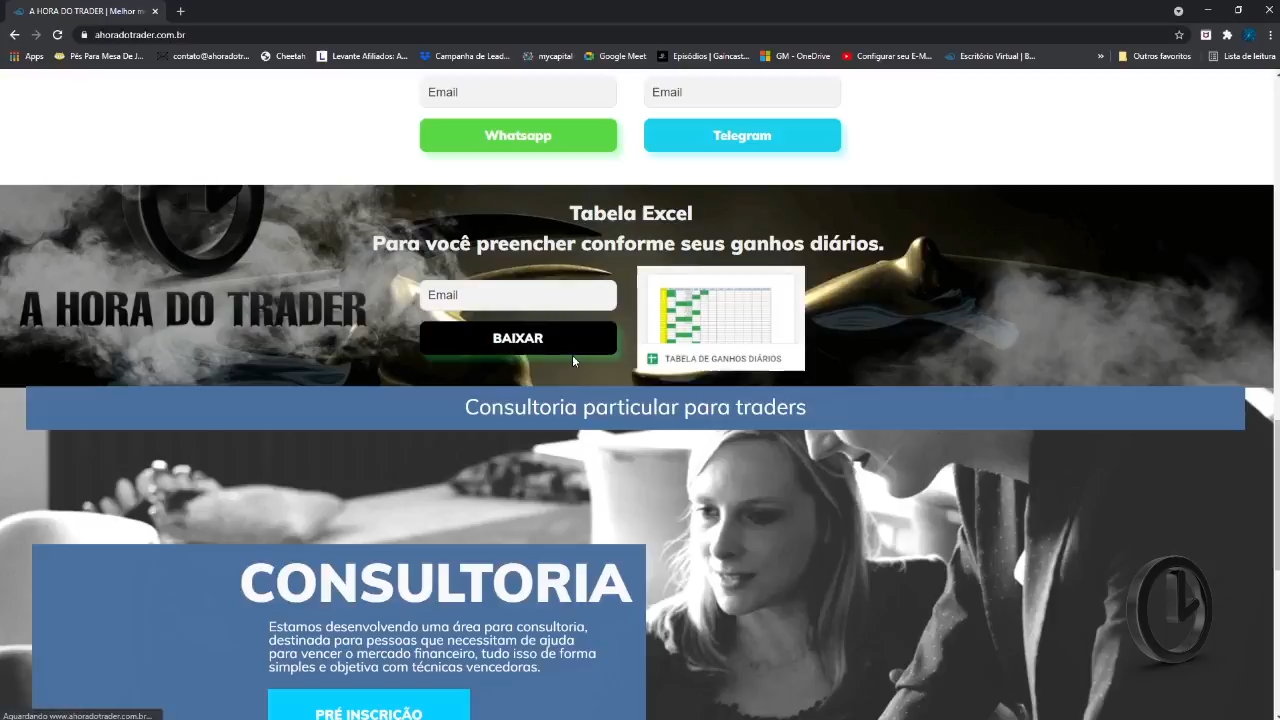 A HORA DO TRADER | Melhor m
ahoradotrader.com.br
Apps
Pés Para Mesa De J...
contato@ahoradotr...
Cheetah
Levante Afiliados: A...
Campanha de Lead...
mycapital
Google Meet
Episódios | Gaincast...
GM - OneDrive
Configurar seu E-M...
Escritório Virtual | B...
»
Outros favoritos
Lista de leitura
Email
Email
Whatsapp
Telegram
Tabela Excel
Para você preencher conforme seus ganhos diários.
Email
A HORA DO TRADER
BAIXAR
TABELA DE GANHOS DIÁRIOS
Consultoria particular para traders
CONSULTORIA
Estamos desenvolvendo uma área para consultoria,
destinada para pessoas que necessitam de ajuda
para vencer o mercado financeiro, tudo isso de forma
simples e objetiva com técnicas vencedoras.
PRÉ INSCRIÇÃO
Aguardando www.ahoradotrader.com.br...